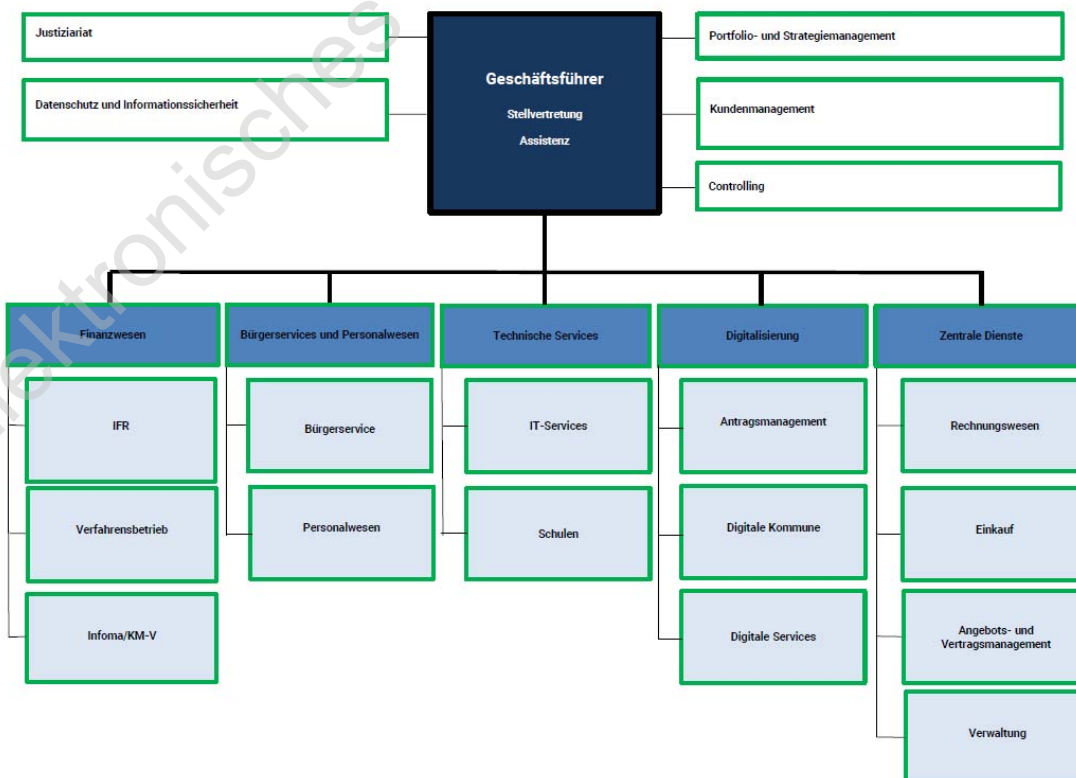 Justiziariat
Datenschutz und Informationssicherheit
Geschäftsführer
Stellvertretung
Assistenz
Portfolio- und Strategiemanagement
Kundenmanagement
Controlling
Finanzwesen
IFR
Verfahrensbetrieb
Infoma/KM-V
Bürgerservices und Personalwesen
Bürgerservice
Personalwesen
Technische Services
IT-Services
Schulen
Digitalisierung
Antragsmanagement
Digitale Kommune
Digitale Services
Zentrale Dienste
Rechnungswesen
Einkauf
Angebots- und
Vertragsmanagement
Verwaltung